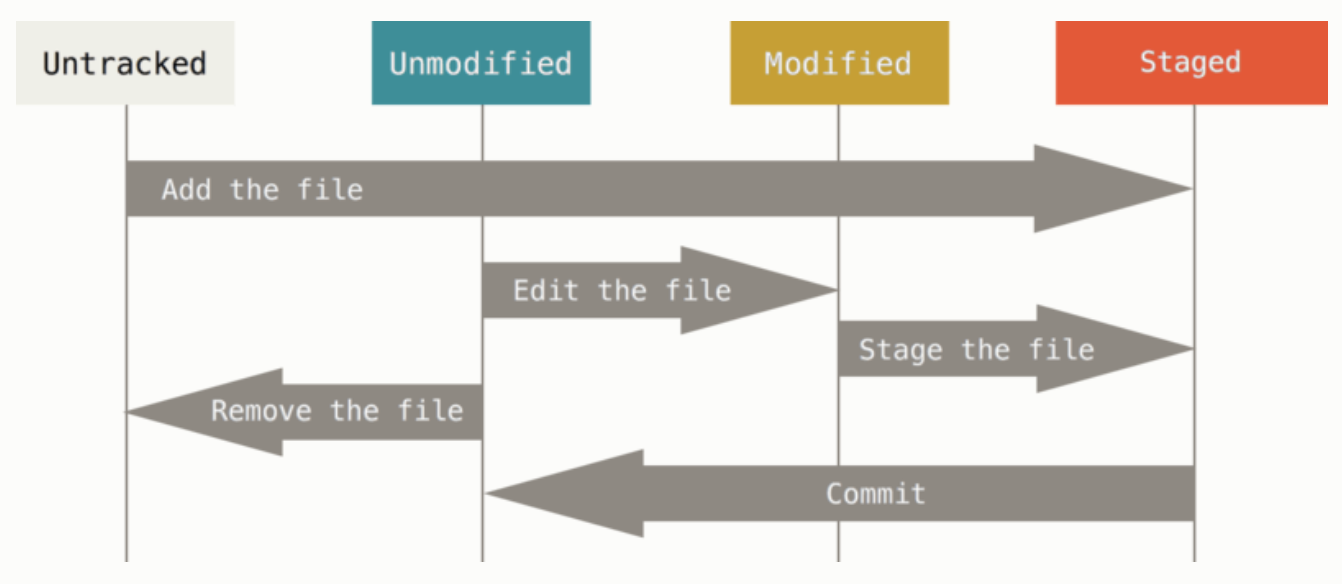 Untracked
Unmodified
Modified
Staged
Add the file
Edit the file
Stage the file
Remove the file
Commit